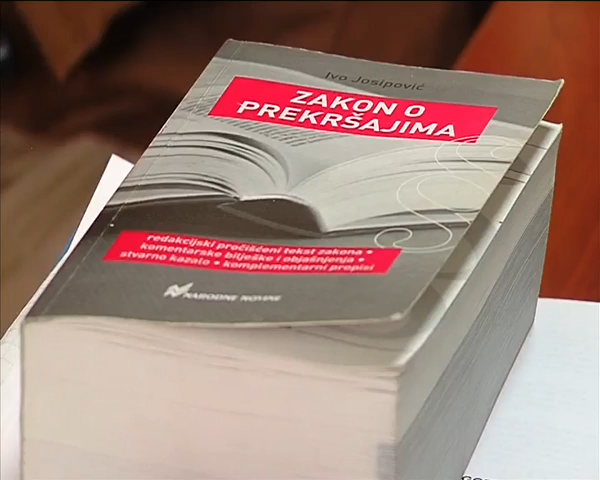 Ivo Josipović
ZAKON O
PREKRŠAJIMA
redakcijski pročišćeni tekst zakona •
komentarske bilješke i objašnjenja •
stvarno kazalo • komplementarni propisi
NARODNE NOVINE